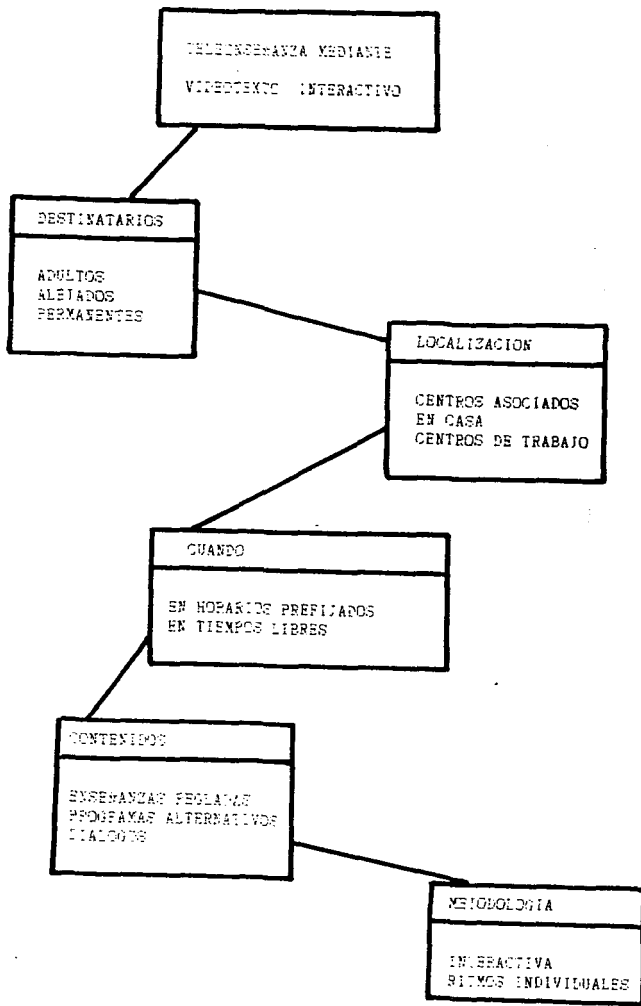 TELEENSEÑANZA MEDIANTE
VIDEOTEXTO INTERACTIVO
DESTINATARIOS
ADULTOS
ALEJADOS
PERMANENTES
LOCALIZACION
CENTROS ASOCIADOS
EN CASA
CENTROS DE TRABAJO
CUANDO
EN HORARIOS PREFIJADOS
EN TIEMPOS LIBRES
CONTENIDOS
ENSEÑANZAS REGLADAS
PROGRAMAS ALTERNATIVOS
DIALOGOS
METODOLOGIA
INTERACTIVA
RITMOS INDIVIDUALES